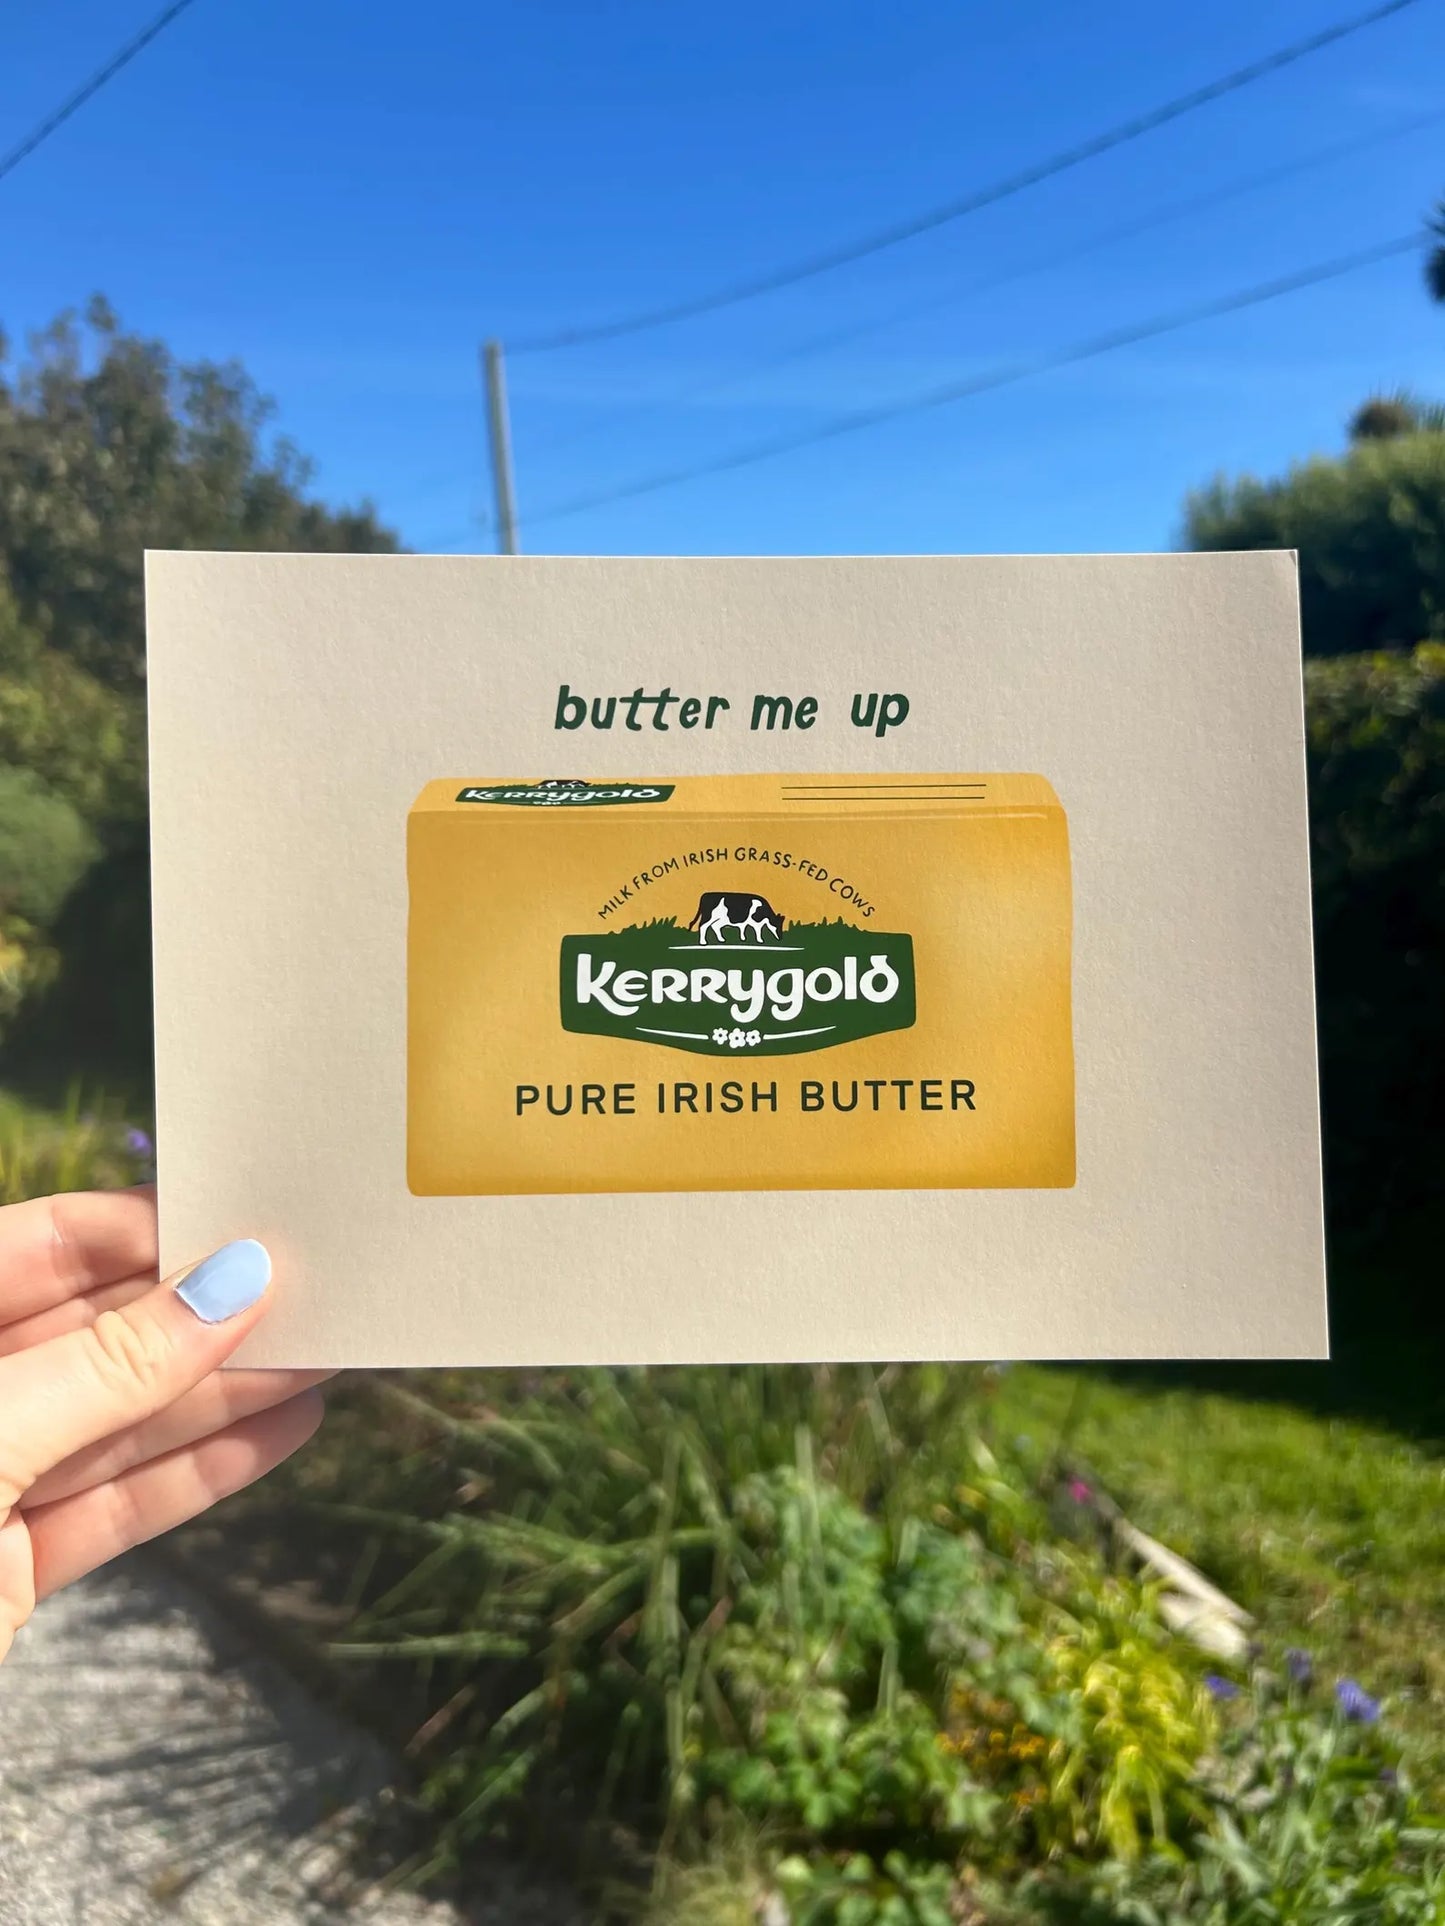 butter me up
Kerrygold
MILK FROM IRISH GRASS-FED COWS
Kerrygold
PURE IRISH BUTTER